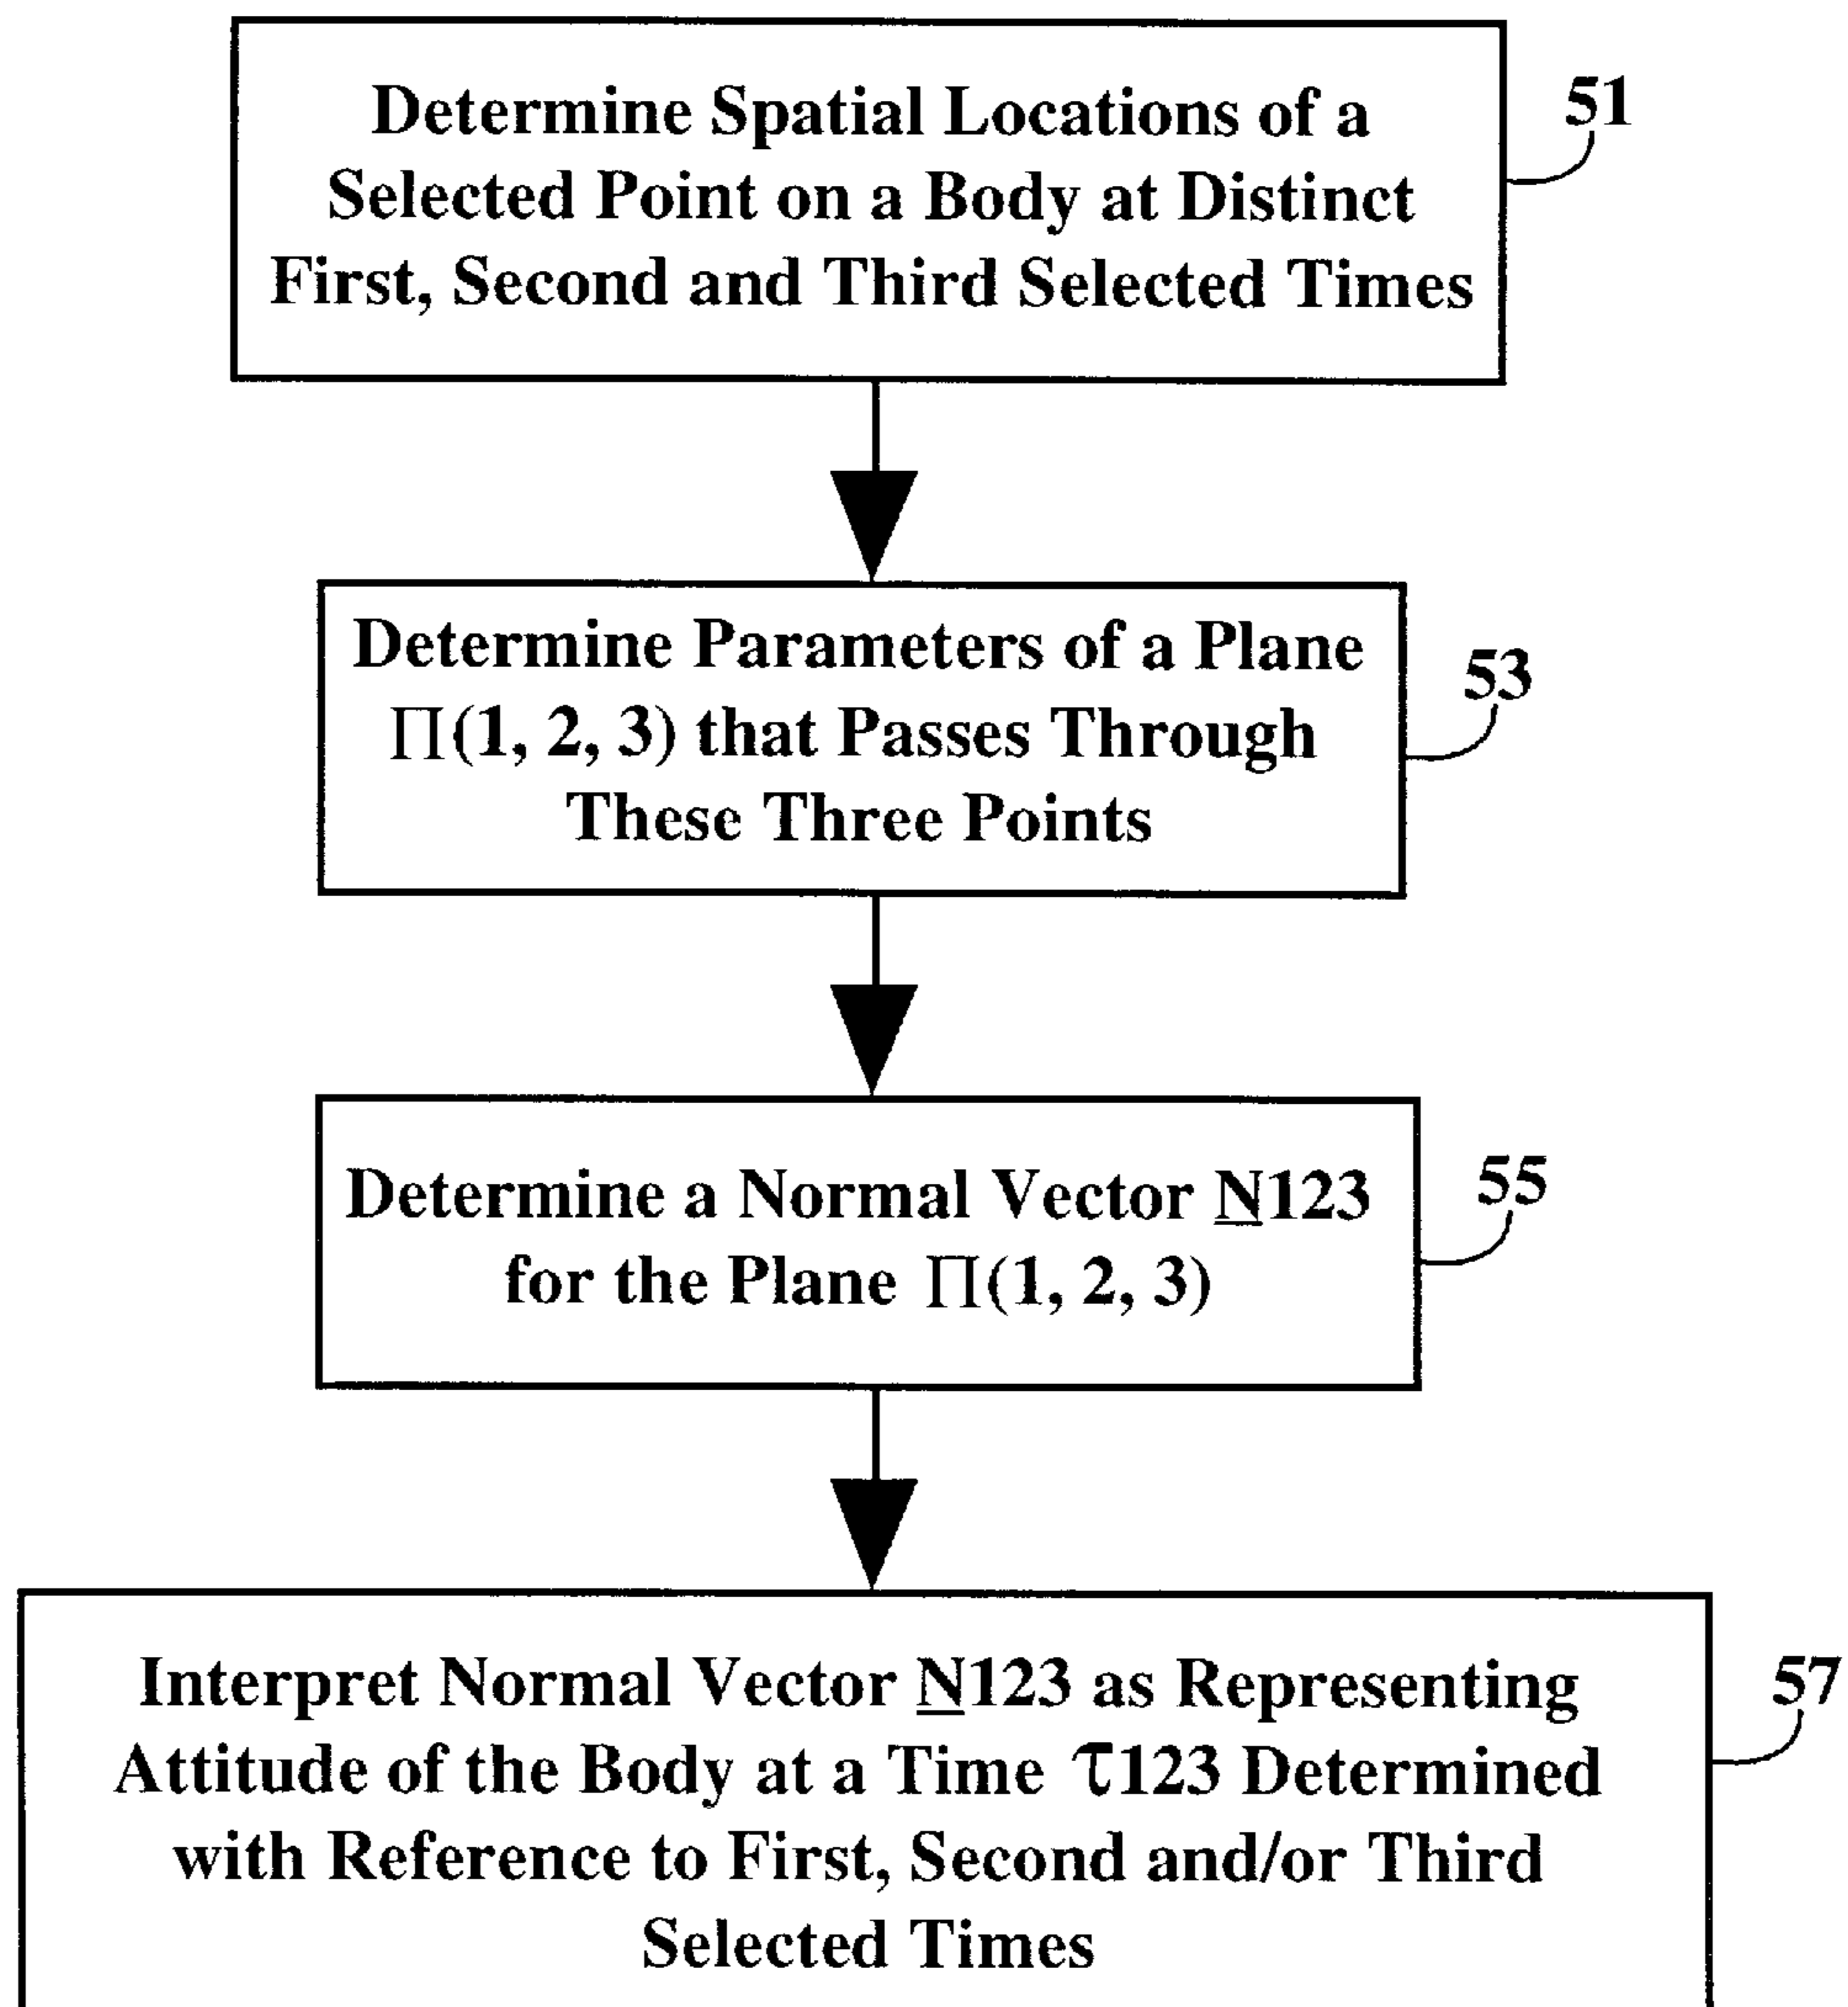 Determine Spatial Locations of a
Selected Point on a Body at Distinct
First, Second and Third Selected Times
51
Determine Parameters of a Plane
Π(1, 2, 3) that Passes Through
These Three Points
53
Determine a Normal Vector N123
for the Plane Π(1, 2, 3)
55
Interpret Normal Vector N123 as Representing
Attitude of the Body at a Time τ123 Determined
with Reference to First, Second and/or Third
Selected Times
57